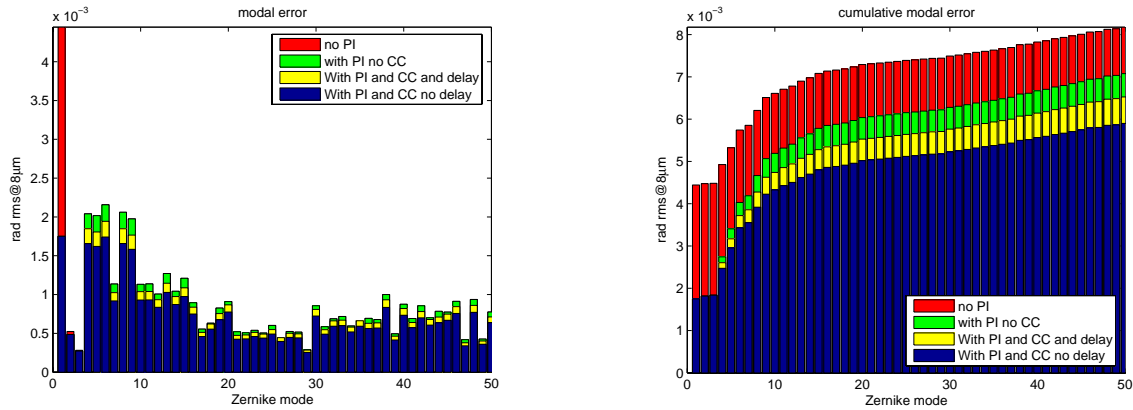 modal error
x 10⁻³
4
3.5
3
2.5
2
1.5
1
0.5
0
rad rms@8μm
no PI
with PI no CC
With PI and CC and delay
With PI and CC no delay
0 10 20 30 40 50
Zernike mode
cumulative modal error
x 10⁻³
8
7
6
5
4
3
2
1
0
rad rms@8μm
no PI
with PI no CC
With PI and CC and delay
With PI and CC no delay
0 10 20 30 40 50
Zernike mode